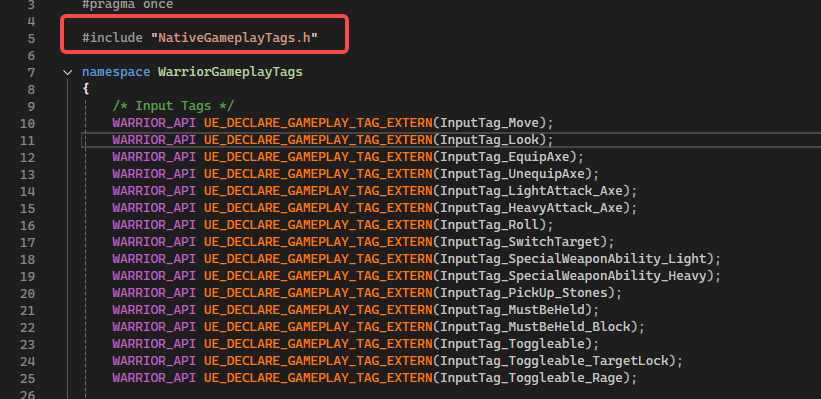 3 #pragma once
4
5 #include "NativeGameplayTags.h"
6
7 namespace WarriorGameplayTags
8 {
9 /* Input Tags */
10 WARRIOR_API UE_DECLARE_GAMEPLAY_TAG_EXTERN(InputTag_Move);
11 WARRIOR_API UE_DECLARE_GAMEPLAY_TAG_EXTERN(InputTag_Look);
12 WARRIOR_API UE_DECLARE_GAMEPLAY_TAG_EXTERN(InputTag_EquipAxe);
13 WARRIOR_API UE_DECLARE_GAMEPLAY_TAG_EXTERN(InputTag_UnequipAxe);
14 WARRIOR_API UE_DECLARE_GAMEPLAY_TAG_EXTERN(InputTag_LightAttack_Axe);
15 WARRIOR_API UE_DECLARE_GAMEPLAY_TAG_EXTERN(InputTag_HeavyAttack_Axe);
16 WARRIOR_API UE_DECLARE_GAMEPLAY_TAG_EXTERN(InputTag_Roll);
17 WARRIOR_API UE_DECLARE_GAMEPLAY_TAG_EXTERN(InputTag_SwitchTarget);
18 WARRIOR_API UE_DECLARE_GAMEPLAY_TAG_EXTERN(InputTag_SpecialWeaponAbility_Light);
19 WARRIOR_API UE_DECLARE_GAMEPLAY_TAG_EXTERN(InputTag_SpecialWeaponAbility_Heavy);
20 WARRIOR_API UE_DECLARE_GAMEPLAY_TAG_EXTERN(InputTag_PickUp_Stones);
21 WARRIOR_API UE_DECLARE_GAMEPLAY_TAG_EXTERN(InputTag_MustBeHeld);
22 WARRIOR_API UE_DECLARE_GAMEPLAY_TAG_EXTERN(InputTag_MustBeHeld_Block);
23 WARRIOR_API UE_DECLARE_GAMEPLAY_TAG_EXTERN(InputTag_Toggleable);
24 WARRIOR_API UE_DECLARE_GAMEPLAY_TAG_EXTERN(InputTag_Toggleable_TargetLock);
25 WARRIOR_API UE_DECLARE_GAMEPLAY_TAG_EXTERN(InputTag_Toggleable_Rage);
26